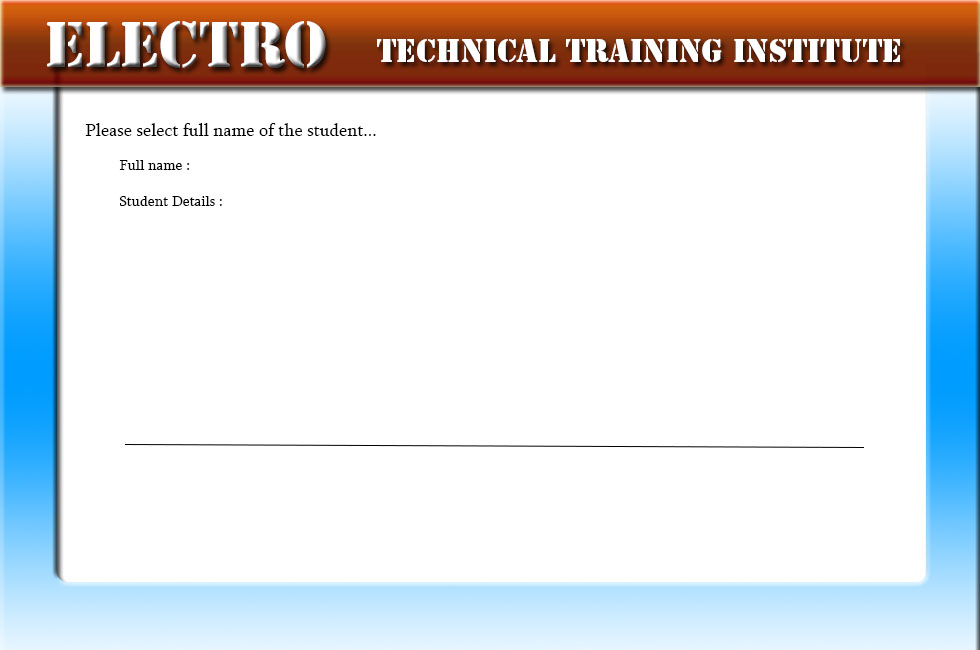 ELECTRO TECHNICAL TRAINING INSTITUTE
Please select full name of the student...
Full name :
Student Details :